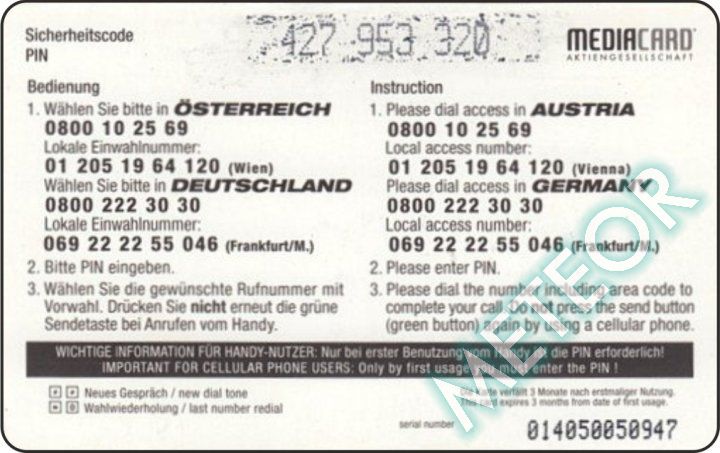 Sicherheitscode
PIN
427 953 320
MEDIACARD
AKTIENGESELLSCHAFT
Bedienung
1. Wählen Sie bitte in ÖSTERREICH
0800 10 25 69
Lokale Einwahlnummer:
01 205 19 64 120 (Wien)
Wählen Sie bitte in DEUTSCHLAND
0800 222 30 30
Lokale Einwahlnummer:
069 22 22 55 046 (Frankfurt/M.)
2. Bitte PIN eingeben.
3. Wählen Sie die gewünschte Rufnummer mit
Vorwahl. Drücken Sie nicht erneut die grüne
Sendetaste bei Anrufen vom Handy.
Instruction
1. Please dial access in AUSTRIA
0800 10 25 69
Local access number:
01 205 19 64 120 (Vienna)
Please dial access in GERMANY
0800 222 30 30
Local access number:
069 22 22 55 046 (Frankfurt/M.)
2. Please enter PIN.
3. Please dial the number including area code to
complete your call. Do not press the send button
(green button) again by using a cellular phone.
METEOR
WICHTIGE INFORMATION FÜR HANDY-NUTZER: Nur bei erster Benutzung vom Handy ist die PIN erforderlich!
IMPORTANT FOR CELLULAR PHONE USERS: Only by first usage you must enter the PIN !
# # Neues Gespräch / new dial tone
* 0 Wahlwiederholung / last number redial
Die Karte verfällt 3 Monate nach erstmaliger Nutzung.
This card expires 3 months from date of first usage.
serial number 014050050947